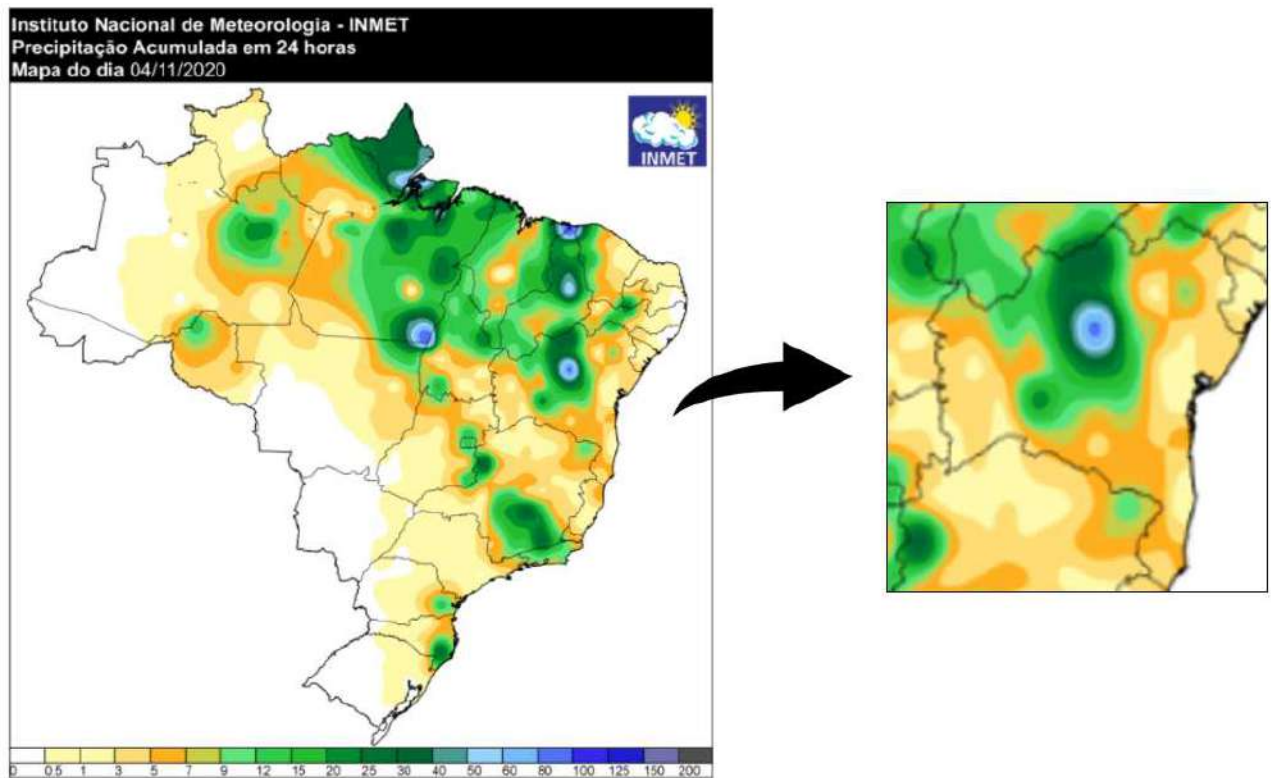 Instituto Nacional de Meteorologia - INMET
Precipitação Acumulada em 24 horas
Mapa do dia 04/11/2020
INMET
0 0.5 1 3 5 7 9 12 15 20 25 30 40 50 60 80 100 125 150 200